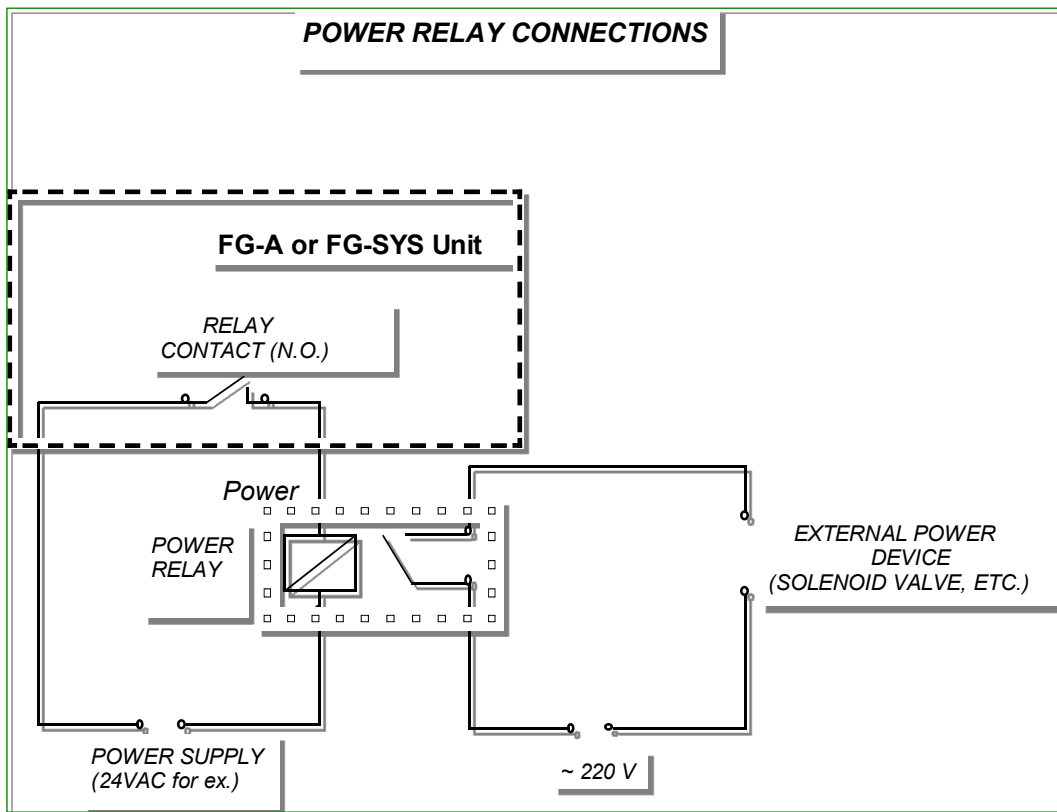 POWER RELAY CONNECTIONS
FG-A or FG-SYS Unit
RELAY
CONTACT (N.O.)
Power
POWER
RELAY
EXTERNAL POWER
DEVICE
(SOLENOID VALVE, ETC.)
POWER SUPPLY
(24VAC for ex.)
~ 220 V